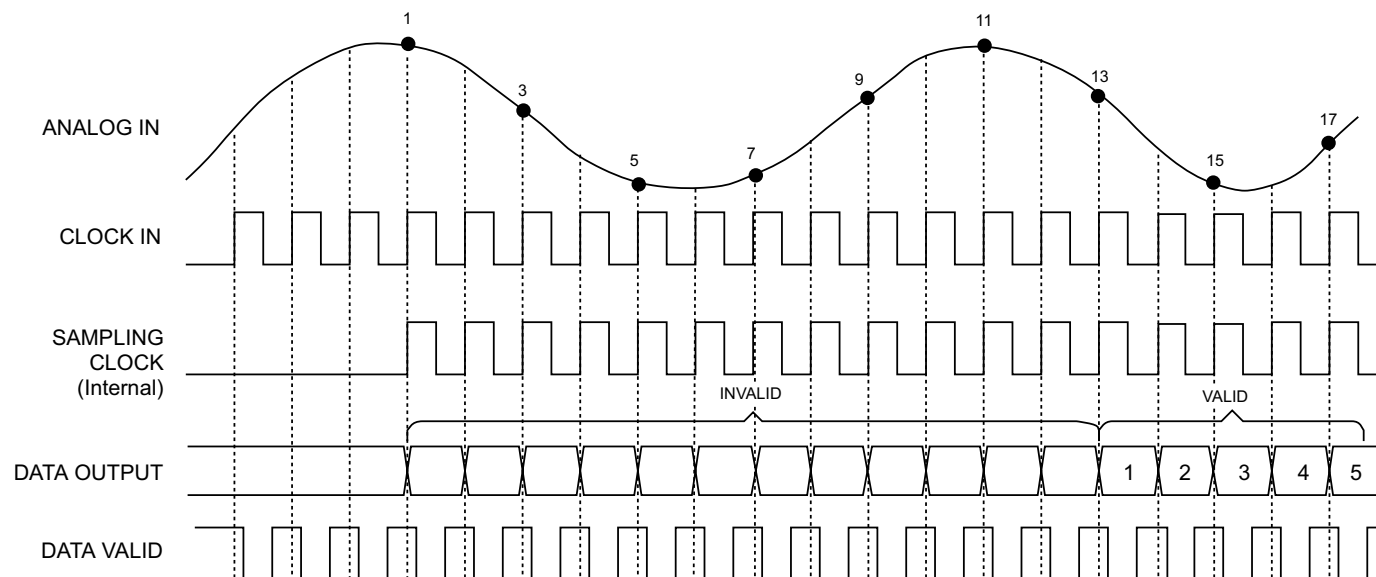 1
11
3
9
13
ANALOG IN
5
7
15
17
CLOCK IN
SAMPLING
CLOCK
(Internal)
INVALID
VALID
DATA OUTPUT
1 2 3 4 5
DATA VALID